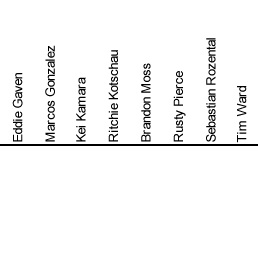 Eddie Gaven
Marcos Gonzalez
Kei Kamara
Ritchie Kotschau
Brandon Moss
Rusty Pierce
Sebastian Rozental
Tim Ward